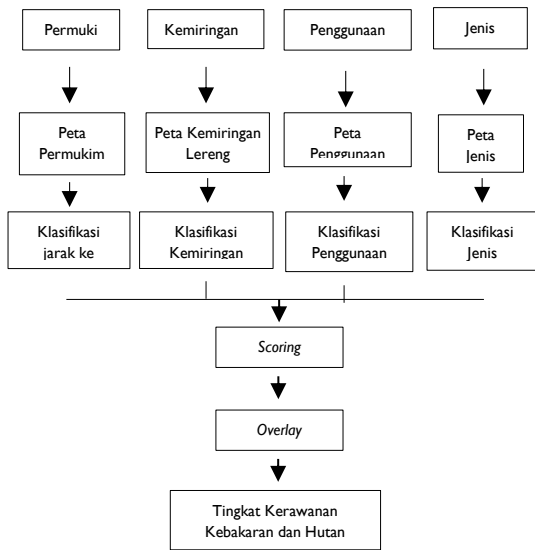 Permuki
Kemiringan
Penggunaan
Jenis
Peta
Permukim
Peta Kemiringan
Lereng
Peta
Penggunaan
Peta
Jenis
Klasifikasi
jarak ke
Klasifikasi
Kemiringan
Klasifikasi
Penggunaan
Klasifikasi
Jenis
Scoring
Overlay
Tingkat Kerawanan
Kebakaran dan Hutan